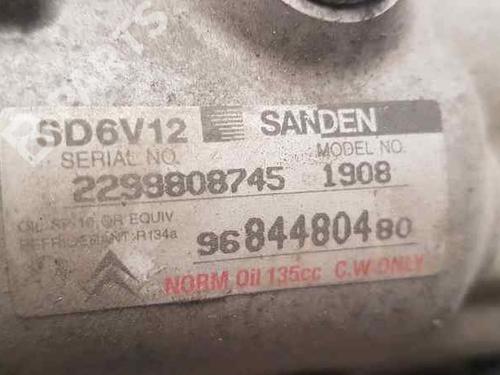 SD6V12 SANDEN
SERIAL NO. MODEL NO.
2298808745 1908
OIL SP-10 OR EQUIV
REFRIGERANT:R134a
9684480480
NORM Oil 135cc C.W ONLY